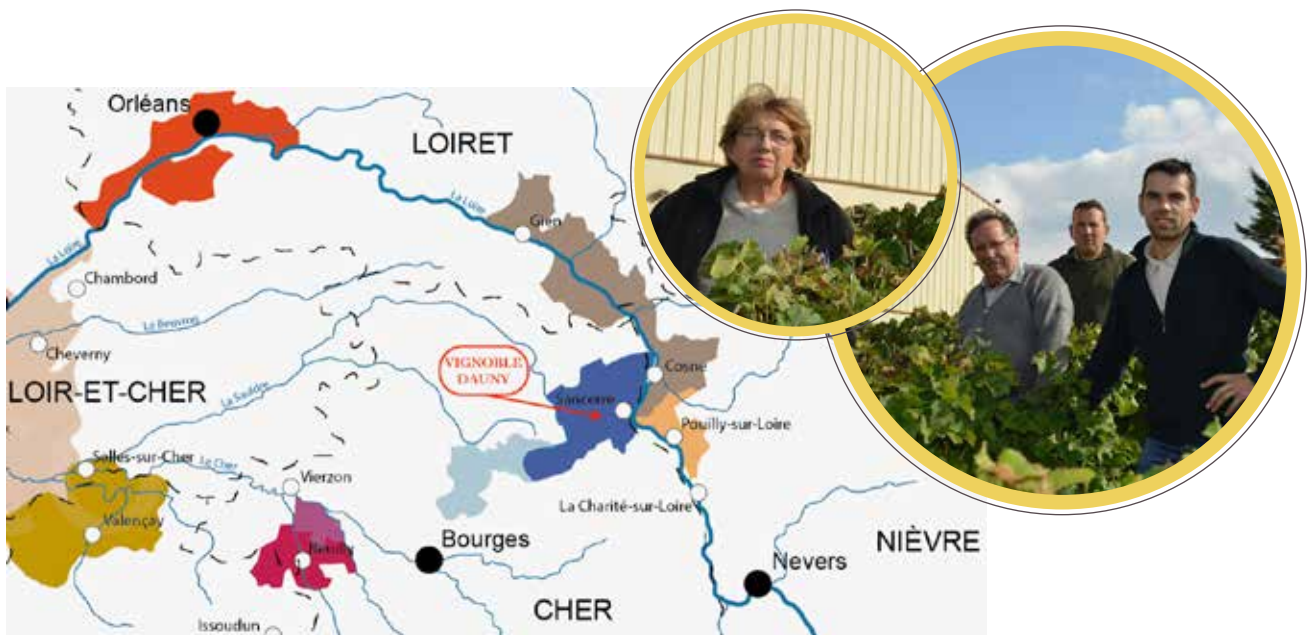 Orléans
LOIRET
La Loire
Gien
La Loire
Chambord
Le Beuvron
Cheverny
VIGNOBLE
DAUNY
Cosne
LOIR-ET-CHER
La Sauldre
Sancerre
Pouilly-sur-Loire
Selles-sur-Cher
Le Cher
Vierzon
La Charité-sur-Loire
Valençay
Bourges
NIÈVRE
Reuilly
Nevers
CHER
Issoudun